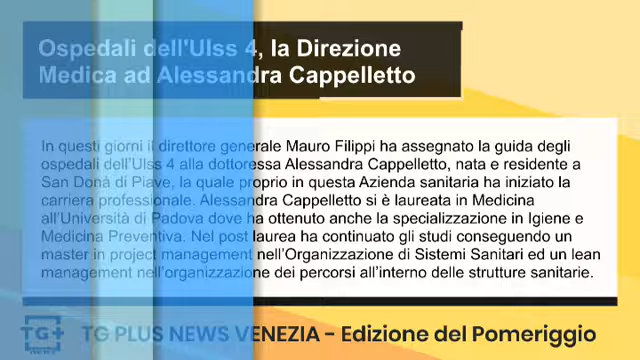 Ospedali dell'Ulss 4, la Direzione
Medica ad Alessandra Cappelletto
In questi giorni il direttore generale Mauro Filippi ha assegnato la guida degli
ospedali dell'Ulss 4 alla dottoressa Alessandra Cappelletto, nata e residente a
San Donà di Piave, la quale proprio in questa Azienda sanitaria ha iniziato la
carriera professionale. Alessandra Cappelletto si è laureata in Medicina
all'Università di Padova dove ha ottenuto anche la specializzazione in Igiene e
Medicina Preventiva. Nel post laurea ha continuato gli studi conseguendo un
master in project management nell'Organizzazione di Sistemi Sanitari ed un lean
management nell'organizzazione dei percorsi all'interno delle strutture sanitarie.
TG+ TG PLUS NEWS VENEZIA - Edizione del Pomeriggio